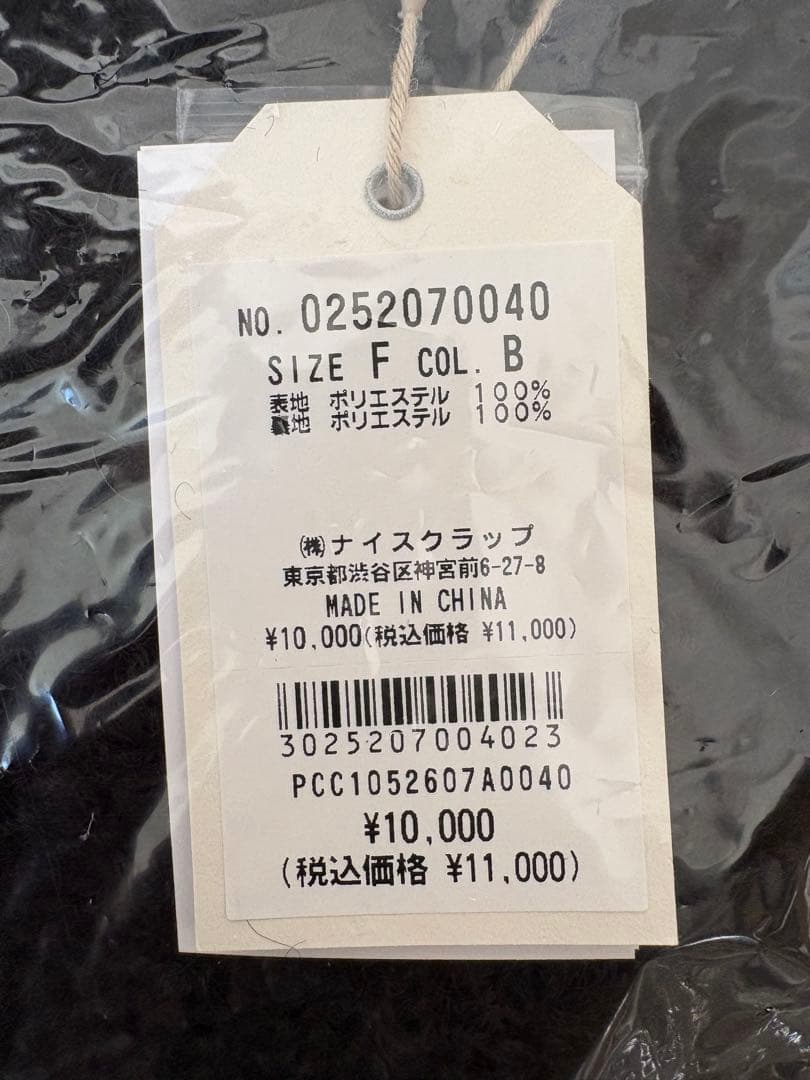 NO. 0252070040
SIZE F COL. B
表地 ポリエステル 100%
裏地 ポリエステル 100%
㈱ナイスクラップ
東京都渋谷区神宮前6-27-8
MADE IN CHINA
¥10,000(税込価格 ¥11,000)
3025207004023
PCC1052607A0040
¥10,000
(税込価格 ¥11,000)